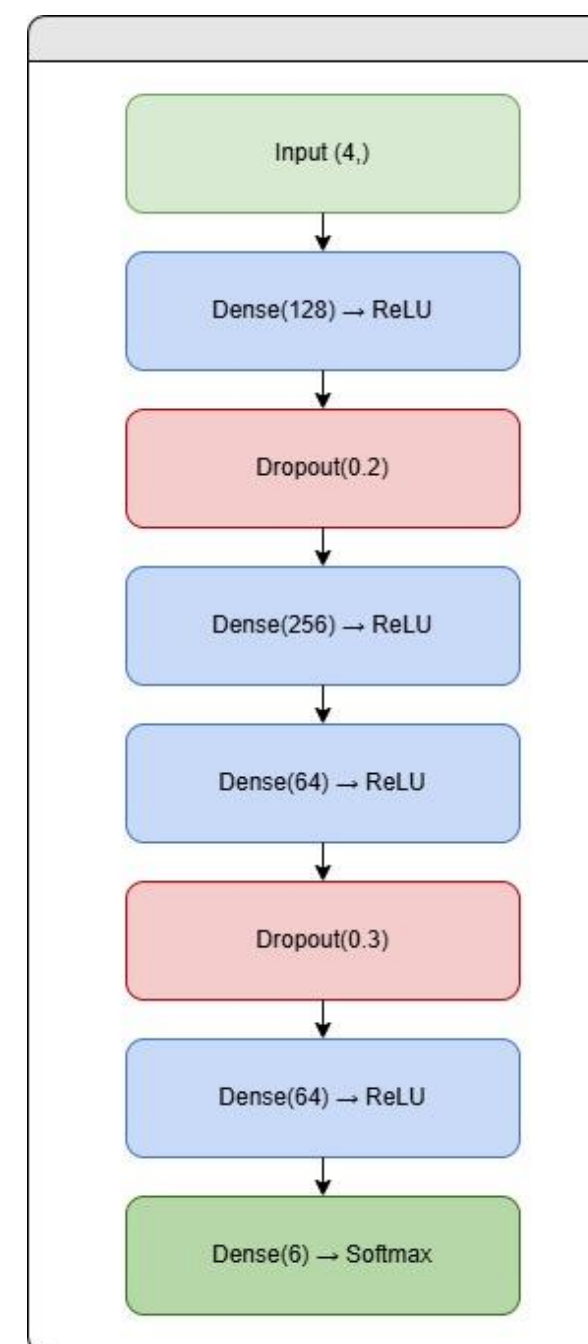 Input (4,)
Dense(128) → ReLU
Dropout(0.2)
Dense(256) → ReLU
Dense(64) → ReLU
Dropout(0.3)
Dense(64) → ReLU
Dense(6) → Softmax